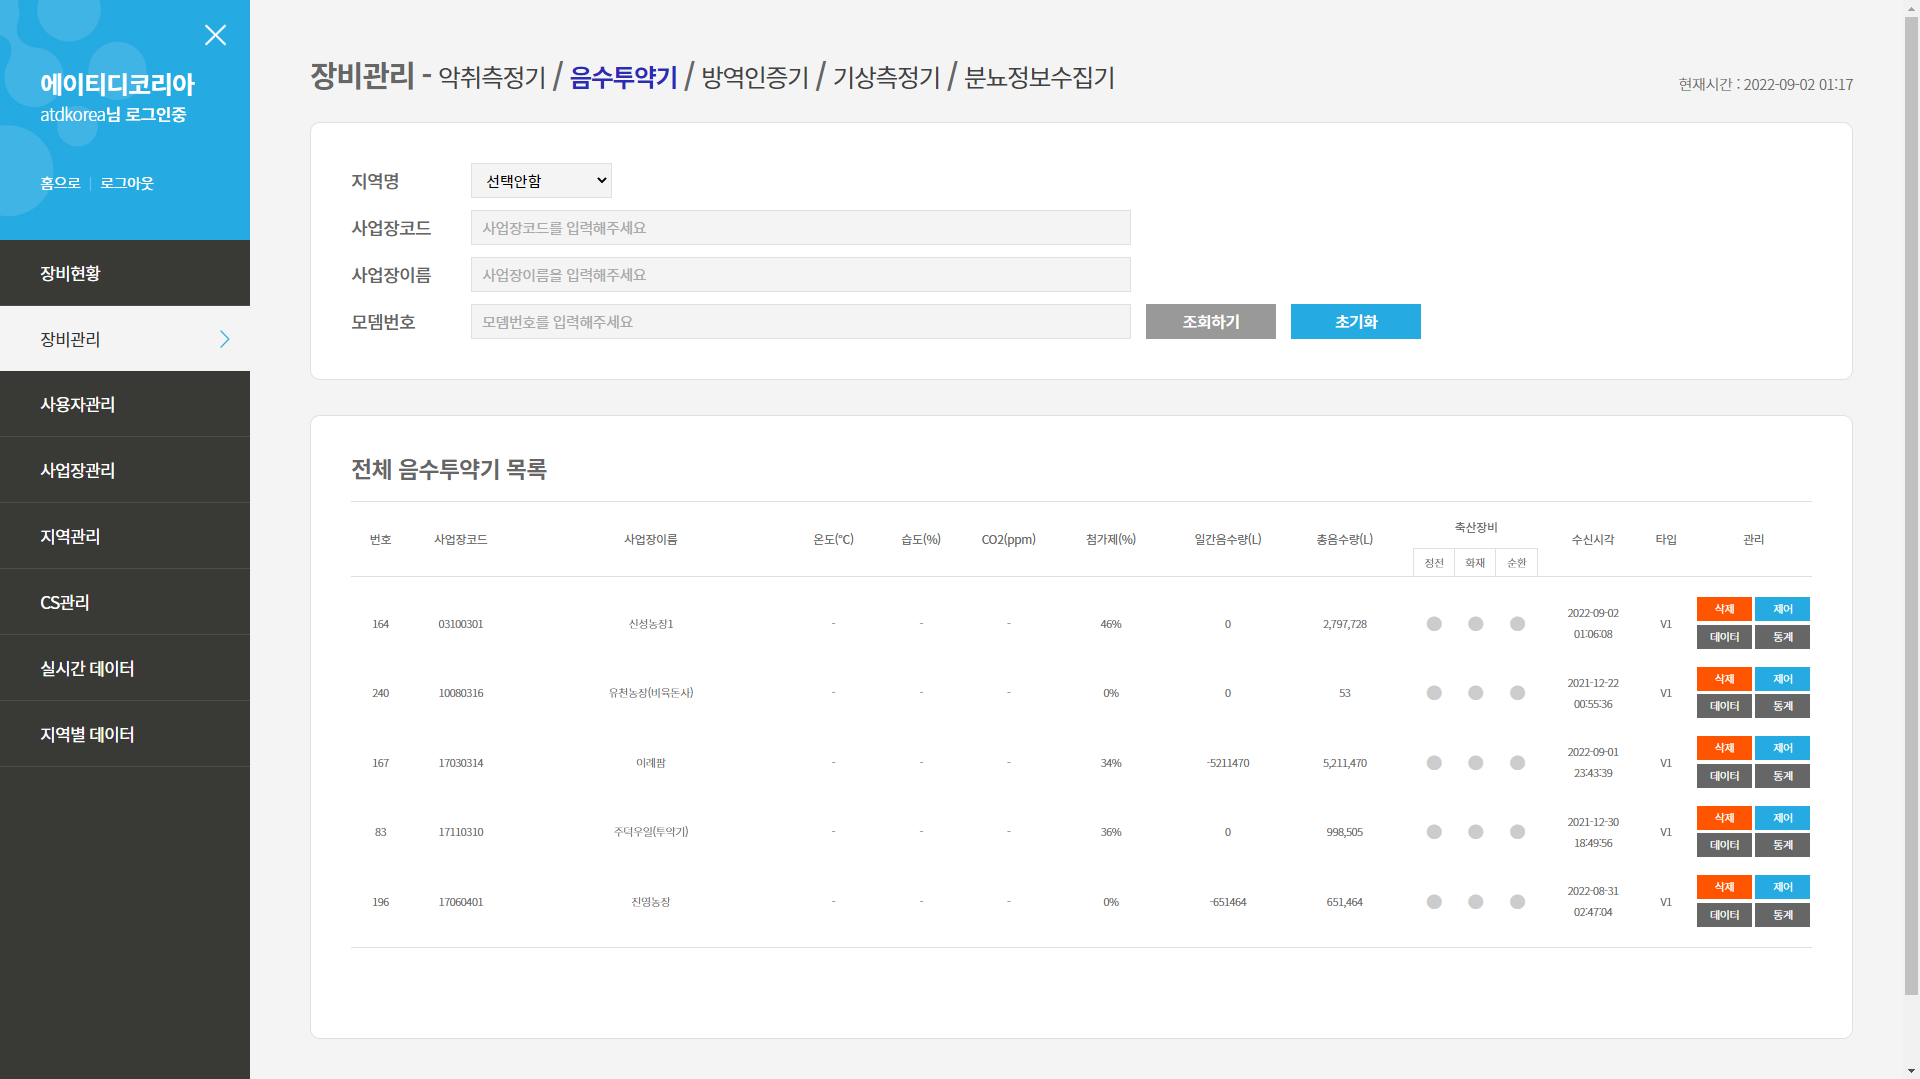 에이티디코리아
atdkorea님 로그인중
홈으로 | 로그아웃
장비현황
장비관리
사용자관리
사업장관리
지역관리
CS관리
실시간 데이터
지역별 데이터
장비관리 - 악취측정기 / 음수투약기 / 방역인증기 / 기상측정기 / 분뇨정보수집기
현재시간 : 2022-09-02 01:17
지역명 선택안함
사업장코드 사업장코드를 입력해주세요
사업장이름 사업장이름을 입력해주세요
모뎀번호 모뎀번호를 입력해주세요 조회하기 초기화
전체 음수투약기 목록
번호 사업장코드 사업장이름 온도(℃) 습도(%) CO2(ppm) 첨가제(%) 일간음수량(L) 총음수량(L) 축산장비 수신시각 타입 관리
정전 화재 순환
164 03100301 신성농장1 - - - 46% 0 2,797,728 2022-09-02 01:06:08 V1 삭제 제어 데이터 통계
240 10080316 유천농장(비육돈사) - - - 0% 0 53 2021-12-22 00:55:36 V1 삭제 제어 데이터 통계
167 17030314 이레팜 - - - 34% -5211470 5,211,470 2022-09-01 23:43:39 V1 삭제 제어 데이터 통계
83 17110310 주덕우일(투약기) - - - 36% 0 998,505 2021-12-30 18:49:56 V1 삭제 제어 데이터 통계
196 17060401 진영농장 - - - 0% -651464 651,464 2022-08-31 02:47:04 V1 삭제 제어 데이터 통계